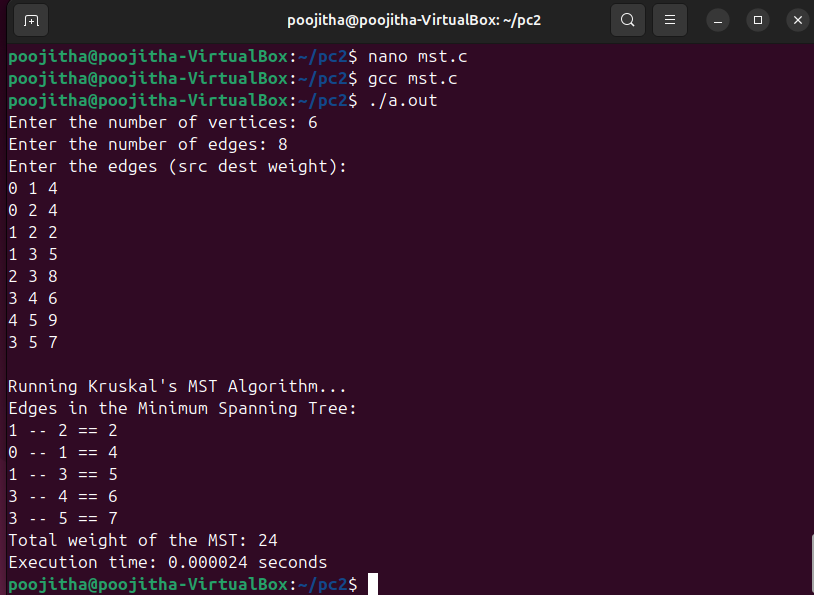 poojitha@poojitha-VirtualBox: ~/pc2
poojitha@poojitha-VirtualBox:~/pc2$ nano mst.c
poojitha@poojitha-VirtualBox:~/pc2$ gcc mst.c
poojitha@poojitha-VirtualBox:~/pc2$ ./a.out
Enter the number of vertices: 6
Enter the number of edges: 8
Enter the edges (src dest weight):
0 1 4
0 2 4
1 2 2
1 3 5
2 3 8
3 4 6
4 5 9
3 5 7
Running Kruskal's MST Algorithm...
Edges in the Minimum Spanning Tree:
1 -- 2 == 2
0 -- 1 == 4
1 -- 3 == 5
3 -- 4 == 6
3 -- 5 == 7
Total weight of the MST: 24
Execution time: 0.000024 seconds
poojitha@poojitha-VirtualBox:~/pc2$